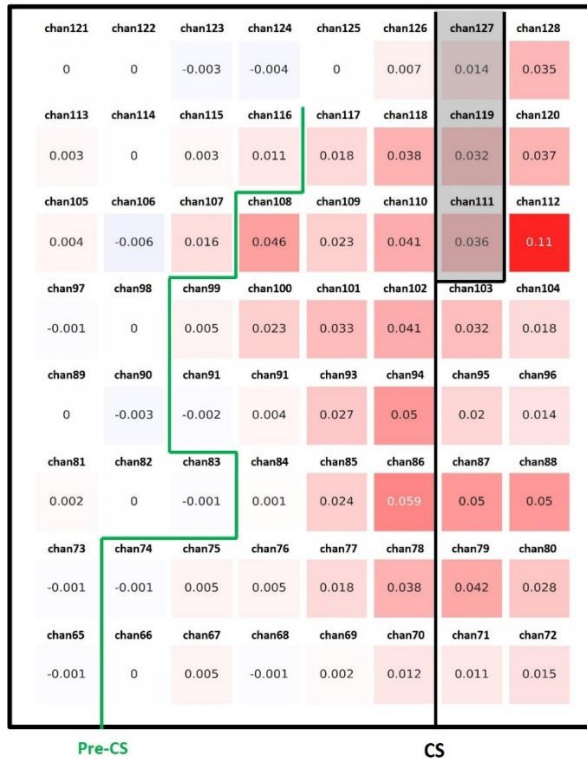 chan121 chan122 chan123 chan124 chan125 chan126 chan127 chan128
0 0 -0.003 -0.004 0 0.007 0.014 0.035
chan113 chan114 chan115 chan116 chan117 chan118 chan119 chan120
0.003 0 0.003 0.011 0.018 0.038 0.032 0.037
chan105 chan106 chan107 chan108 chan109 chan110 chan111 chan112
0.004 -0.006 0.016 0.046 0.023 0.041 0.036 0.11
chan97 chan98 chan99 chan100 chan101 chan102 chan103 chan104
-0.001 0 0.005 0.023 0.033 0.041 0.032 0.018
chan89 chan90 chan91 chan91 chan93 chan94 chan95 chan96
0 -0.003 -0.002 0.004 0.027 0.05 0.02 0.014
chan81 chan82 chan83 chan84 chan85 chan86 chan87 chan88
0.002 0 -0.001 0.001 0.024 0.059 0.05 0.05
chan73 chan74 chan75 chan76 chan77 chan78 chan79 chan80
-0.001 -0.001 0.005 0.005 0.018 0.038 0.042 0.028
chan65 chan66 chan67 chan68 chan69 chan70 chan71 chan72
-0.001 0 0.005 -0.001 0.002 0.012 0.011 0.015
Pre-CS CS